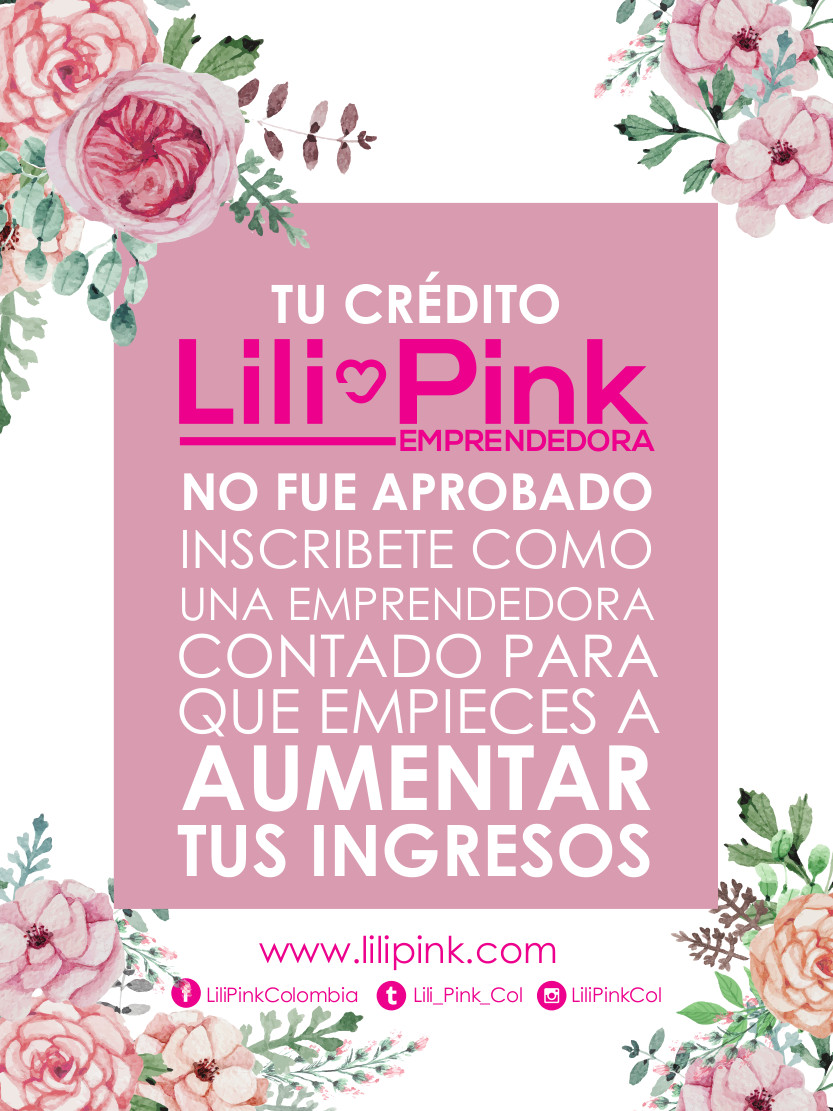 TU CRÉDITO
Lili Pink
EMPRENDEDORA
NO FUE APROBADO
INSCRIBETE COMO
UNA EMPRENDEDORA
CONTADO PARA
QUE EMPIECES A
AUMENTAR
TUS INGRESOS
www.lilipink.com
LiliPinkColombia Lili_Pink_Col LiliPinkCol